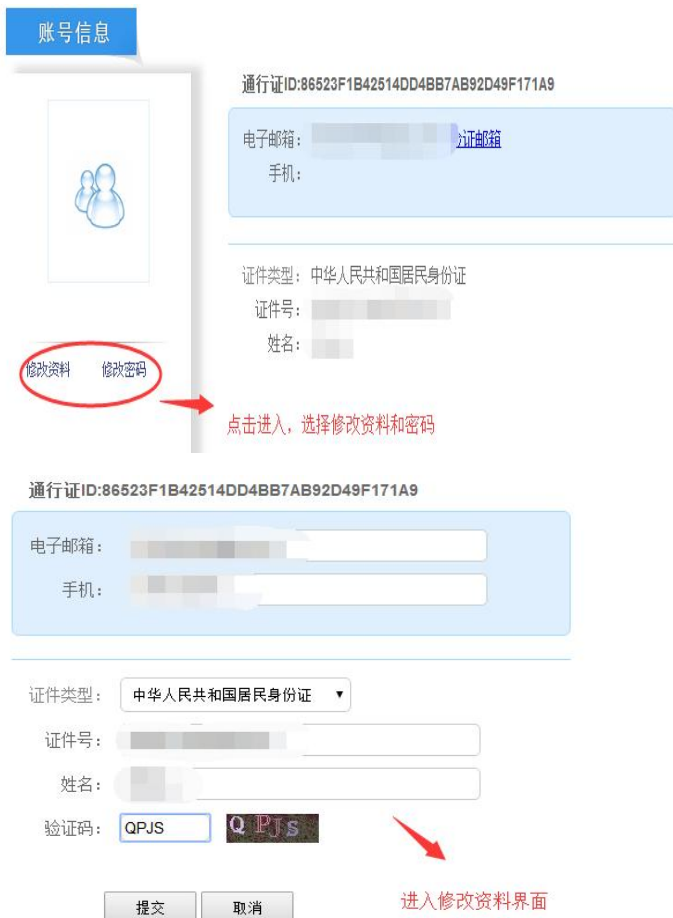 账号信息
通行证ID:86523F1B42514DD4BB7AB92D49F171A9
电子邮箱： 验证邮箱
手机：
证件类型：中华人民共和国居民身份证
证件号：
姓名：
修改资料 修改密码
点击进入，选择修改资料和密码
通行证ID:86523F1B42514DD4BB7AB92D49F171A9
电子邮箱：
手机：
证件类型： 中华人民共和国居民身份证
证件号：
姓名：
验证码： QPJS QPJS
提交 取消
进入修改资料界面